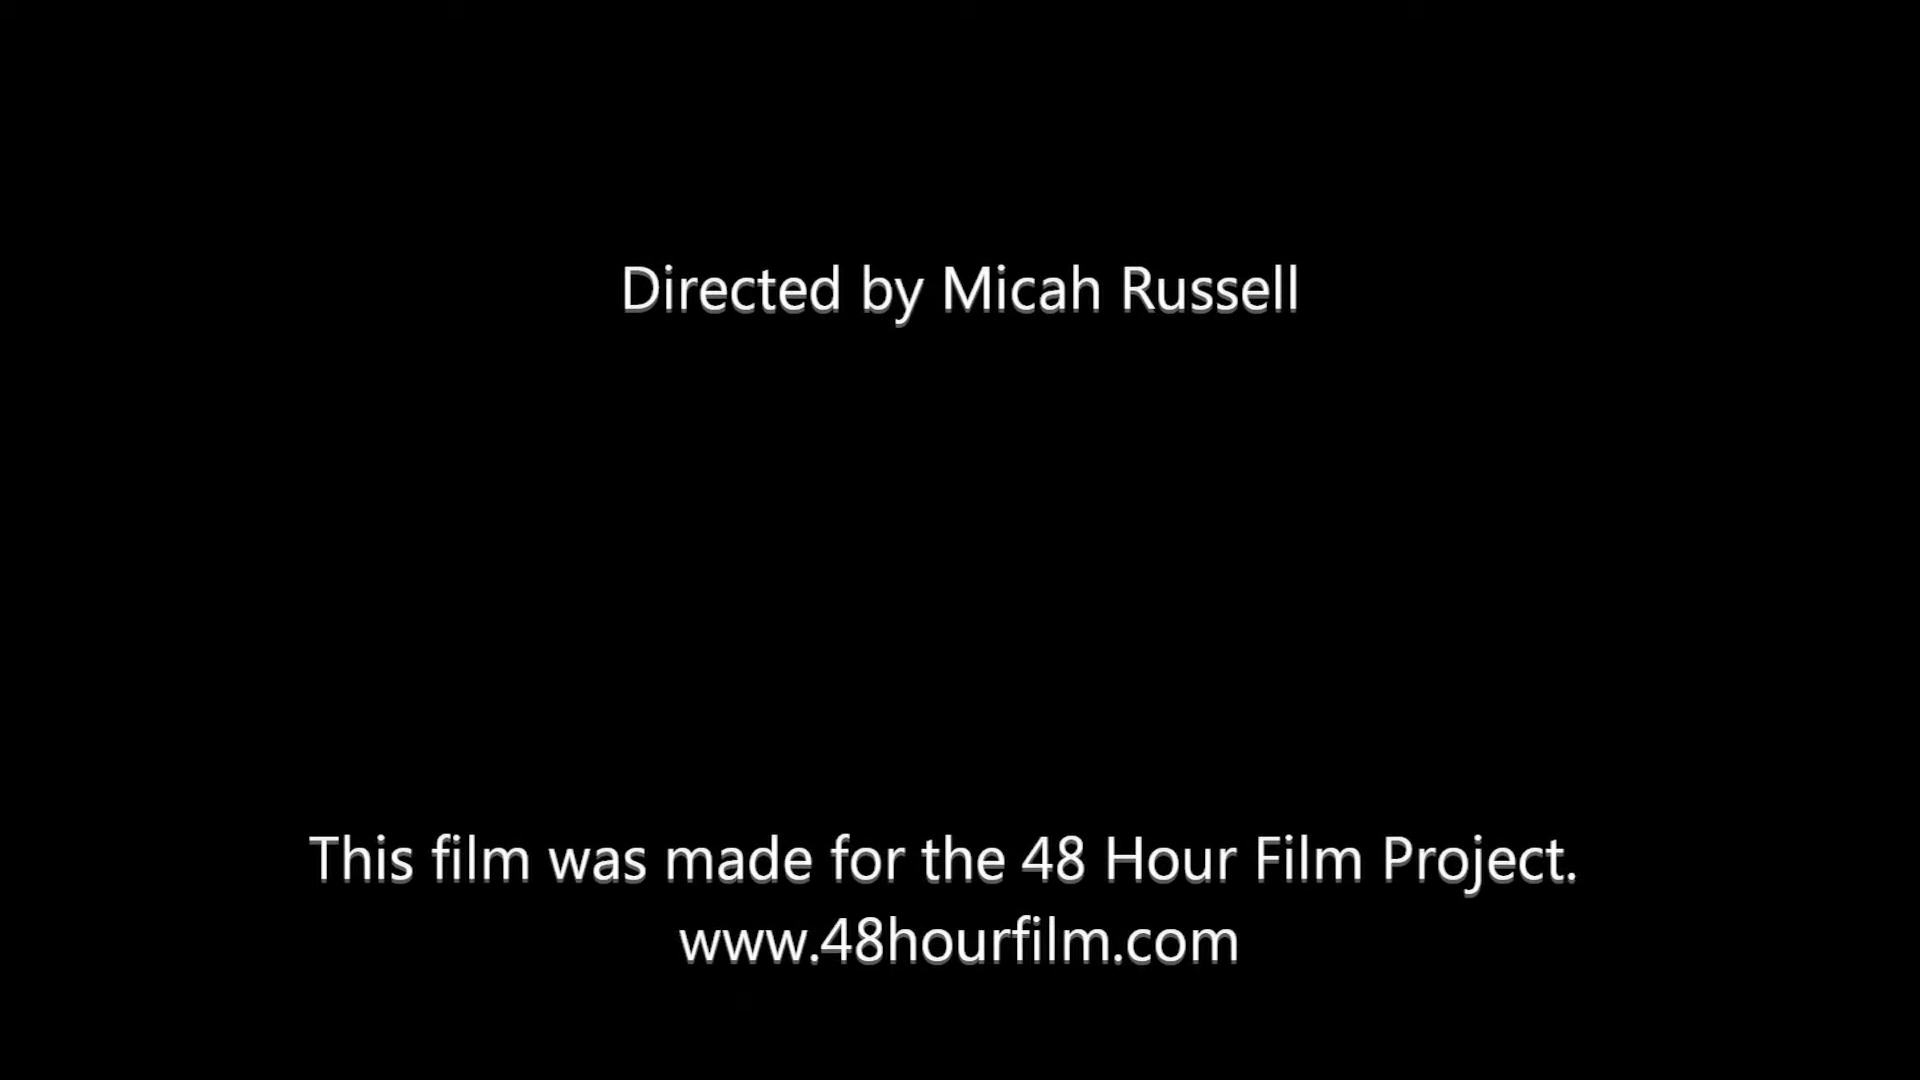 Directed by Micah Russell
This film was made for the 48 Hour Film Project.
www.48hourfilm.com